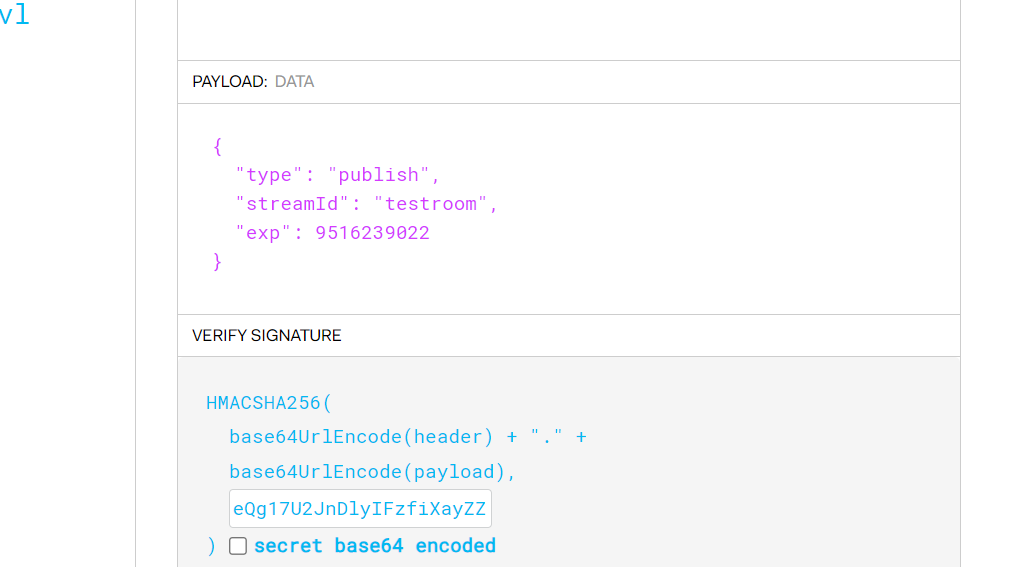 vl
PAYLOAD: DATA
{
"type": "publish",
"streamId": "testroom",
"exp": 9516239022
}
VERIFY SIGNATURE
HMACSHA256(
base64UrlEncode(header) + "." +
base64UrlEncode(payload),
eQg17U2JnDlyIFzfiXayZZ
) secret base64 encoded